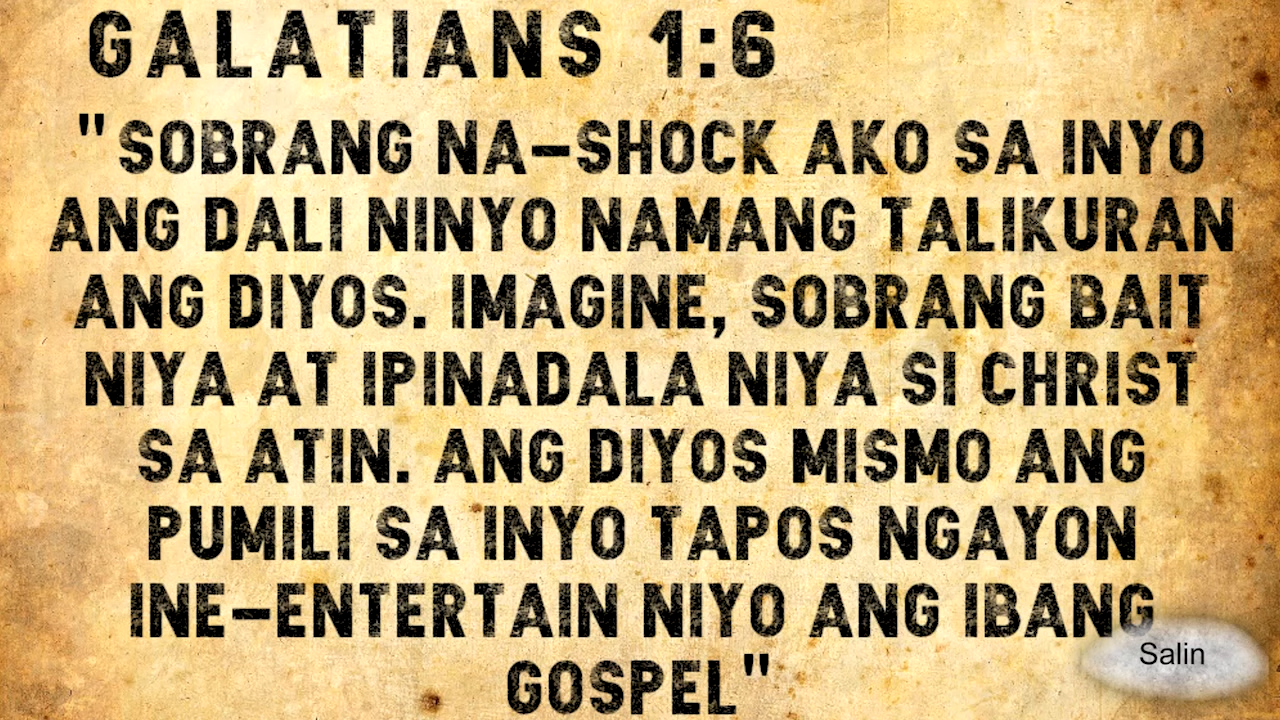 GALATIANS 1:6
"SOBRANG NA-SHOCK AKO SA INYO
ANG DALI NINYO NAMANG TALIKURAN
ANG DIYOS. IMAGINE, SOBRANG BAIT
NIYA AT IPINADALA NIYA SI CHRIST
SA ATIN. ANG DIYOS MISMO ANG
PUMILI SA INYO TAPOS NGAYON
INE-ENTERTAIN NIYO ANG IBANG
GOSPEL"
Salin